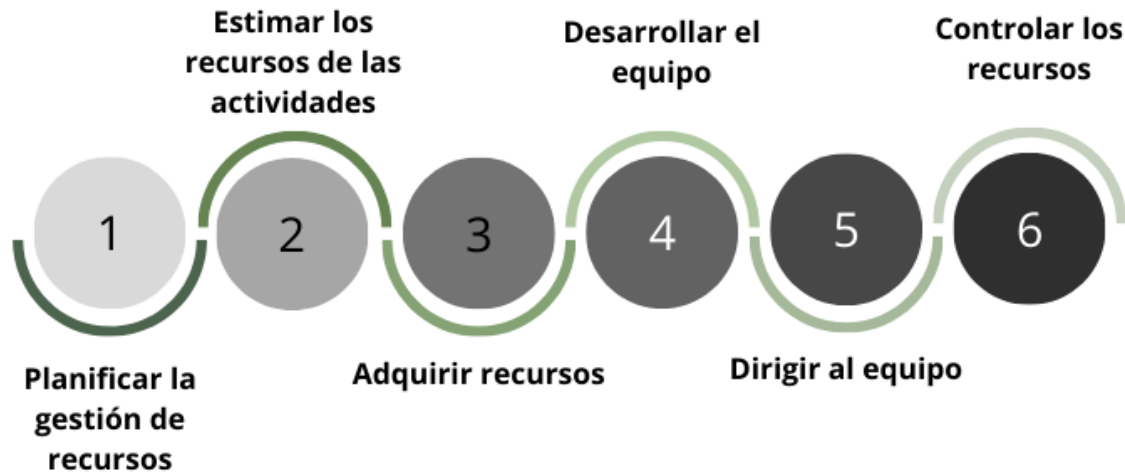 1
Planificar la
gestión de
recursos
Estimar los
recursos de las
actividades
2
3
Adquirir recursos
Desarrollar el
equipo
4
5
Dirigir al equipo
Controlar los
recursos
6